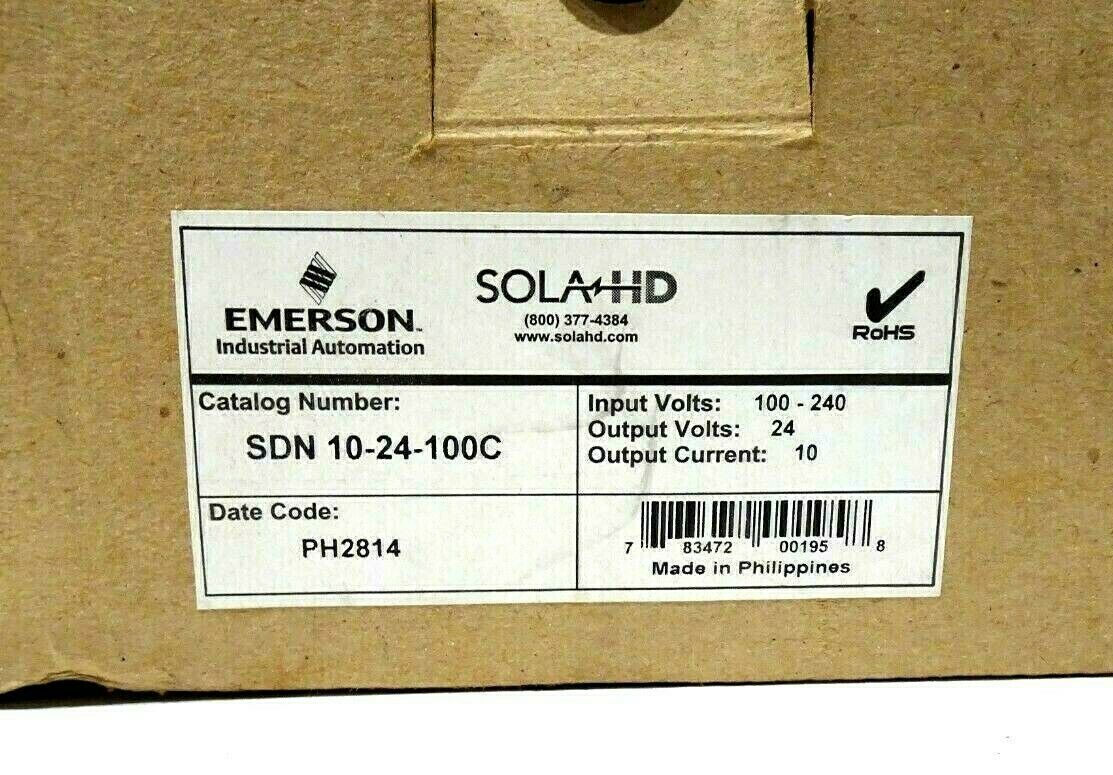 EMERSON™
Industrial Automation
SOLA HD
(800) 377-4384
www.solahd.com
RoHS
Catalog Number:
SDN 10-24-100C
Input Volts: 100 - 240
Output Volts: 24
Output Current: 10
Date Code:
PH2814
7 83472 00195 8
Made in Philippines